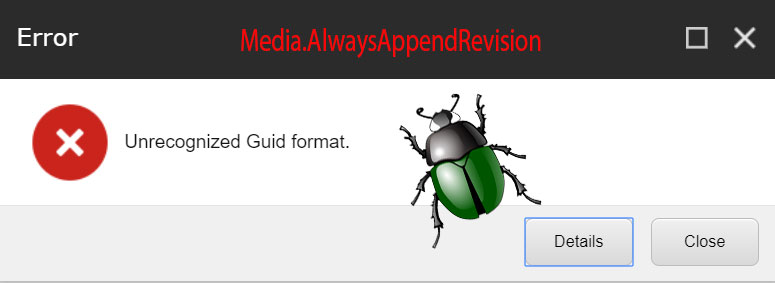 Error
Media.AlwaysAppendRevision
Unrecognized Guid format.
Details
Close